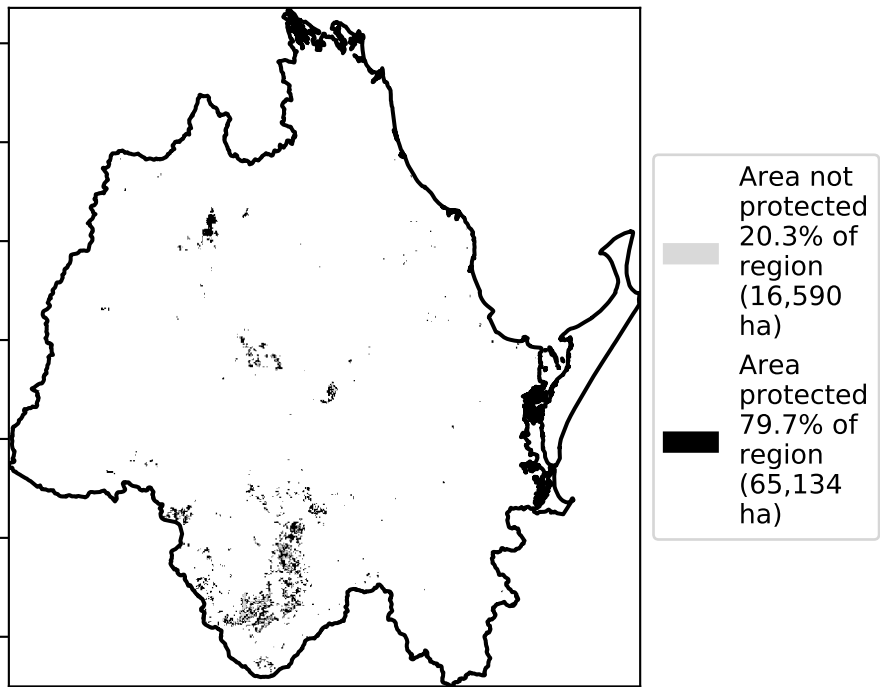 Area not
protected
20.3% of
region
(16,590
ha)
Area
protected
79.7% of
region
(65,134
ha)